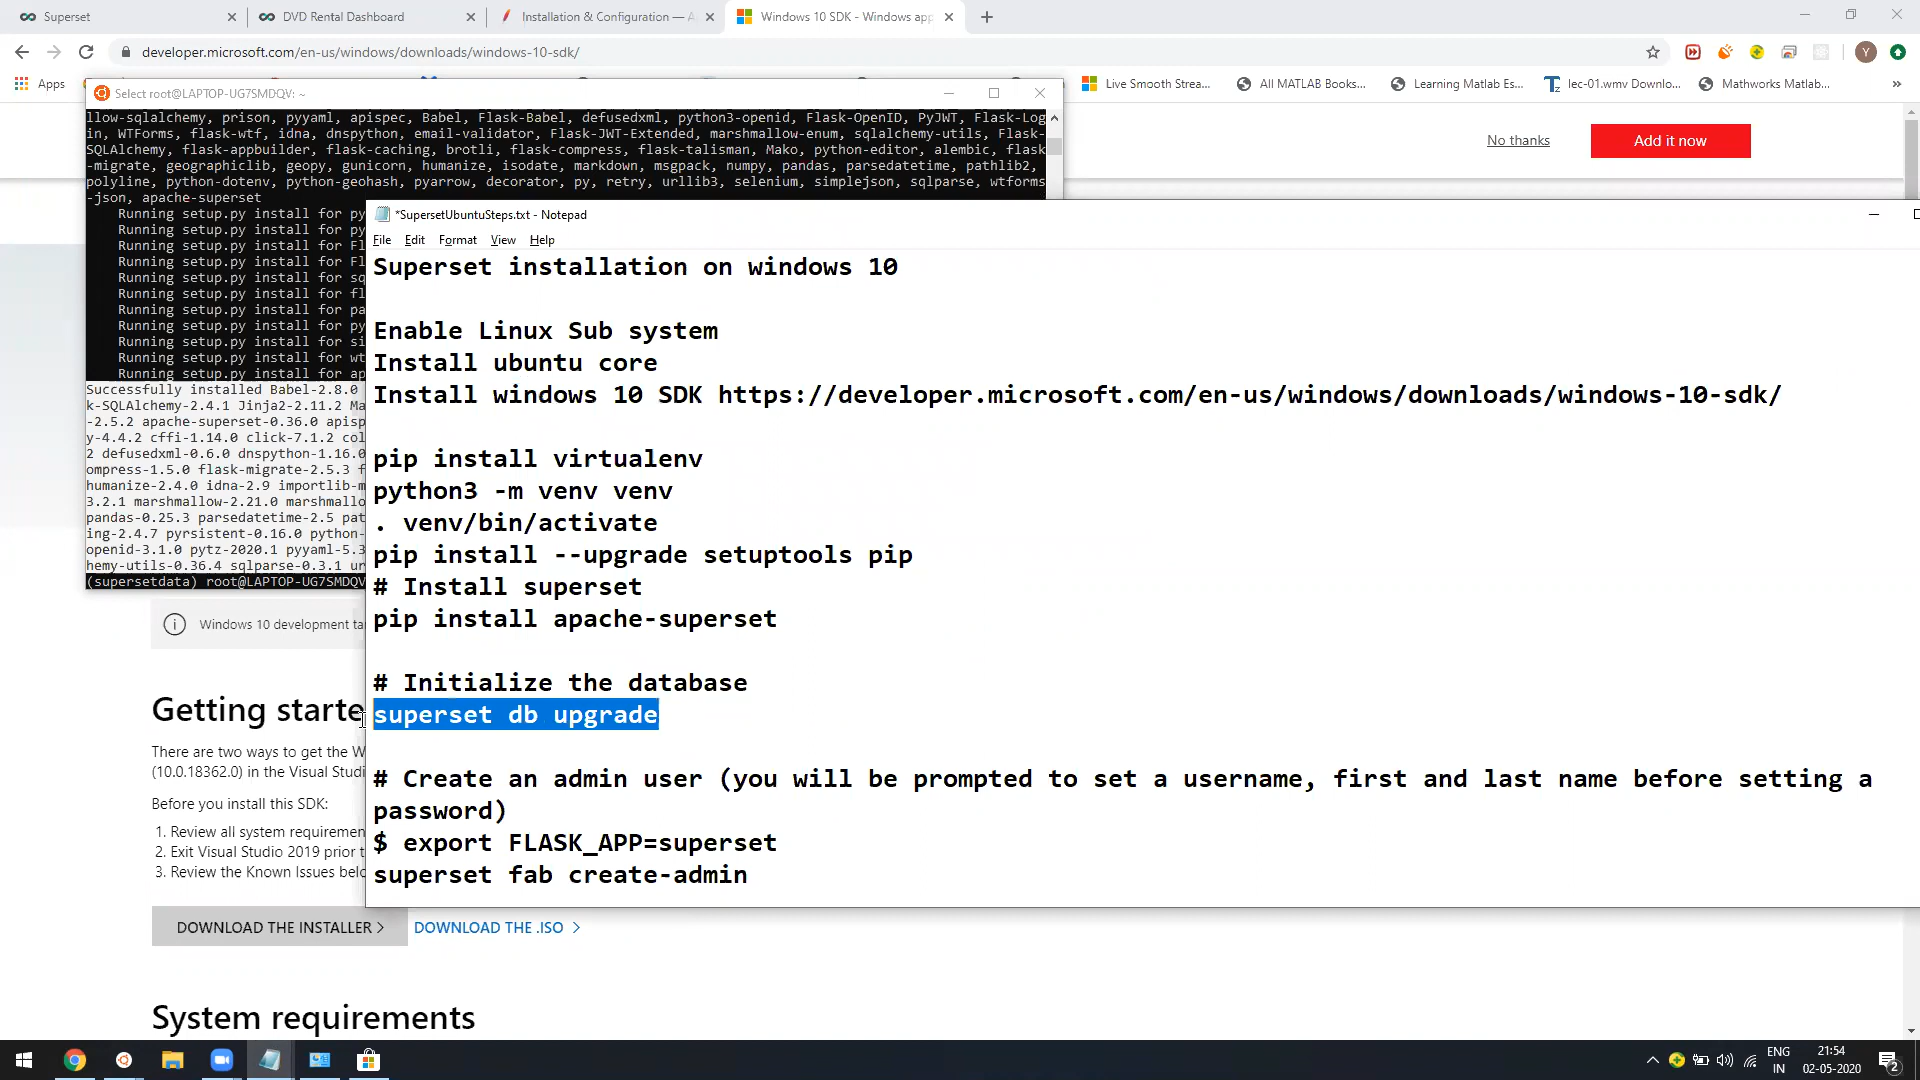 Superset
DVD Rental Dashboard
Installation & Configuration —
Windows 10 SDK - Windows app
developer.microsoft.com/en-us/windows/downloads/windows-10-sdk/
Y
Apps
Live Smooth Strea...
All MATLAB Books...
Learning Matlab Es...
lec-01.wmv Downlo...
Mathworks Matlab...
»
Select root@LAPTOP-UG7SMDQV: ~
llow-sqlalchemy, prison, pyyaml, apispec, Babel, Flask-Babel, defusedxml, python3-openid, Flask-OpenID, PyJWT, Flask-Log
in, WTForms, flask-wtf, idna, dnspython, email-validator, Flask-JWT-Extended, marshmallow-enum, sqlalchemy-utils, Flask-
SQLAlchemy, flask-appbuilder, flask-caching, brotli, flask-compress, flask-talisman, Mako, python-editor, alembic, flask
-migrate, geographiclib, geopy, gunicorn, humanize, isodate, markdown, msgpack, numpy, pandas, parsedatetime, pathlib2,
polyline, python-dotenv, python-geohash, pyarrow, decorator, py, retry, urllib3, selenium, simplejson, sqlparse, wtforms
-json, apache-superset
Running setup.py install for py
Running setup.py install for py
Running setup.py install for Fl
Running setup.py install for Fl
Running setup.py install for sq
Running setup.py install for fl
Running setup.py install for pa
Running setup.py install for py
Running setup.py install for si
Running setup.py install for wt
Running setup.py install for ap
Successfully installed Babel-2.8.0
k-SQLAlchemy-2.4.1 Jinja2-2.11.2 Ma
-2.5.2 apache-superset-0.36.0 apisp
y-4.4.2 cffi-1.14.0 click-7.1.2 col
2 defusedxml-0.6.0 dnspython-1.16.0
ompress-1.5.0 flask-migrate-2.5.3 f
humanize-2.4.0 idna-2.9 importlib-m
3.2.1 marshmallow-2.21.0 marshmallo
pandas-0.25.3 parsedatetime-2.5 pat
ing-2.4.7 pyrsistent-0.16.0 python-
openid-3.1.0 pytz-2020.1 pyyaml-5.3
hemy-utils-0.36.4 sqlparse-0.3.1 ur
(supersetdata) root@LAPTOP-UG7SMDQV
No thanks
Add it now
*SupersetUbuntuSteps.txt - Notepad
File Edit Format View Help
Superset installation on windows 10
Enable Linux Sub system
Install ubuntu core
Install windows 10 SDK https://developer.microsoft.com/en-us/windows/downloads/windows-10-sdk/
pip install virtualenv
python3 -m venv venv
. venv/bin/activate
pip install --upgrade setuptools pip
# Install superset
pip install apache-superset
# Initialize the database
superset db upgrade
# Create an admin user (you will be prompted to set a username, first and last name before setting a
password)
$ export FLASK_APP=superset
superset fab create-admin
Windows 10 development ta
Getting starte
There are two ways to get the W
(10.0.18362.0) in the Visual Studi
Before you install this SDK:
1. Review all system requiremen
2. Exit Visual Studio 2019 prior t
3. Review the Known Issues belo
DOWNLOAD THE INSTALLER >
DOWNLOAD THE .ISO >
System requirements
ENG
IN
21:54
02-05-2020
2